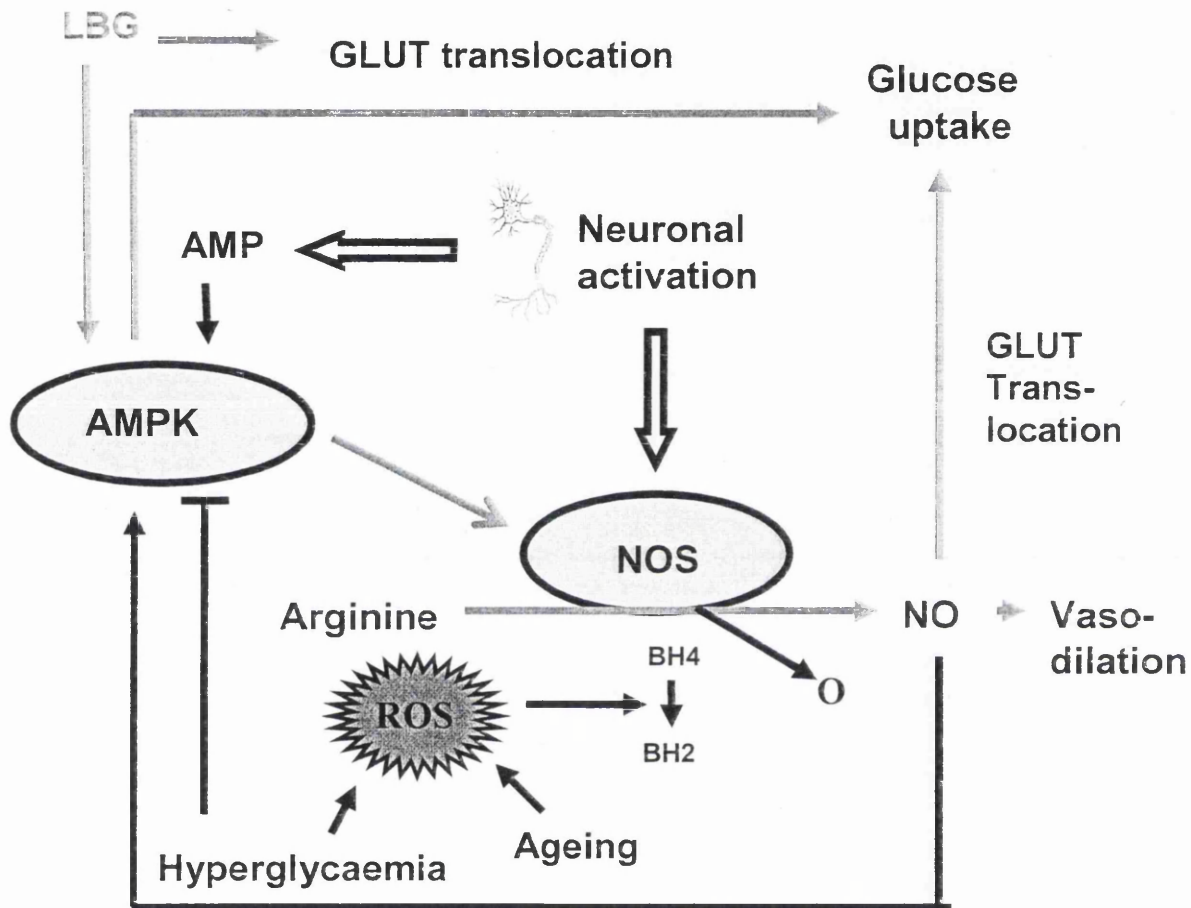 LBG
GLUT translocation
Glucose
uptake
AMP
Neuronal
activation
GLUT
Trans-
location
AMPK
NOS
Arginine
NO
Vaso-
dilation
BH4
O
ROS
BH2
Ageing
Hyperglycaemia